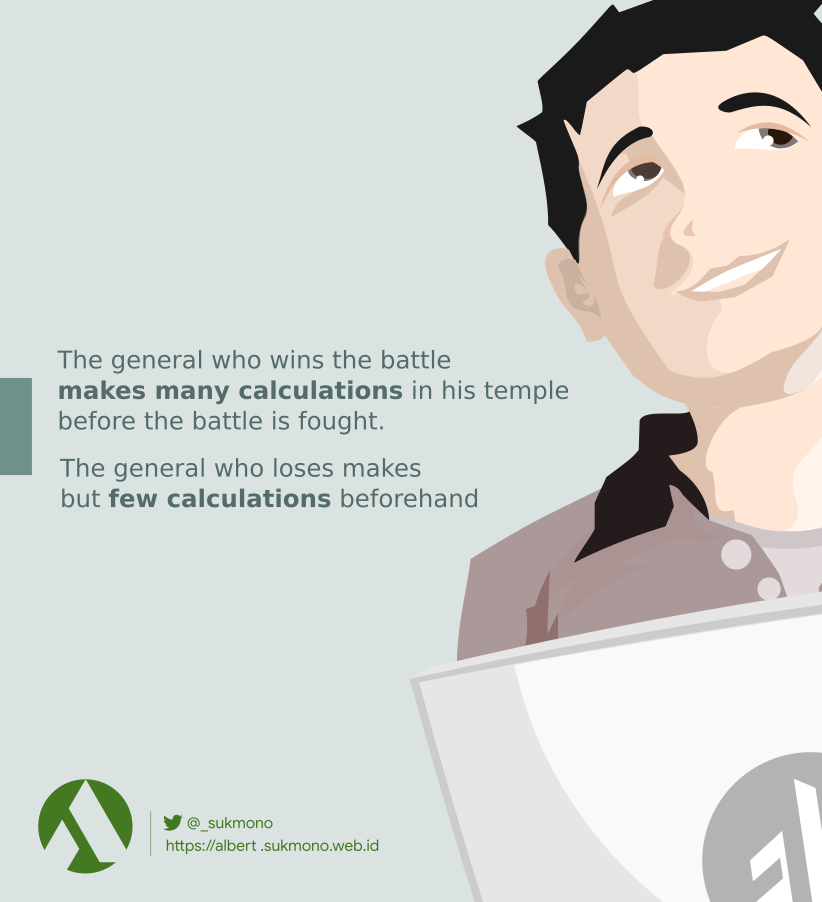 The general who wins the battle
makes many calculations in his temple
before the battle is fought.
The general who loses makes
but few calculations beforehand
@_sukmono
https://albert .sukmono.web.id